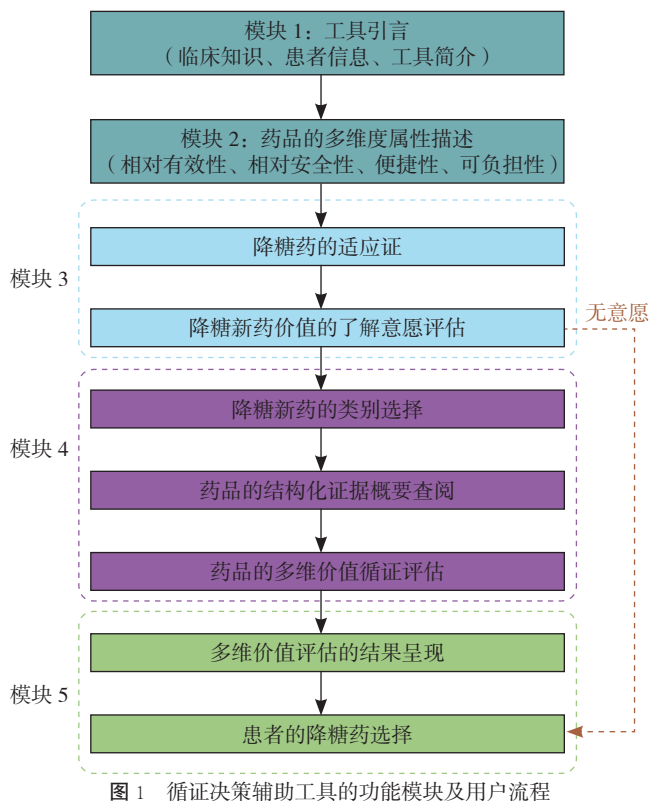 模块 1：工具引言
（临床知识、患者信息、工具简介）
模块 2：药品的多维度属性描述
（相对有效性、相对安全性、便捷性、可负担性）
模块 3
降糖药的适应证
降糖新药价值的了解意愿评估
无意愿
模块 4
降糖新药的类别选择
药品的结构化证据概要查阅
药品的多维价值循证评估
模块 5
多维价值评估的结果呈现
患者的降糖药选择
图 1 循证决策辅助工具的功能模块及用户流程